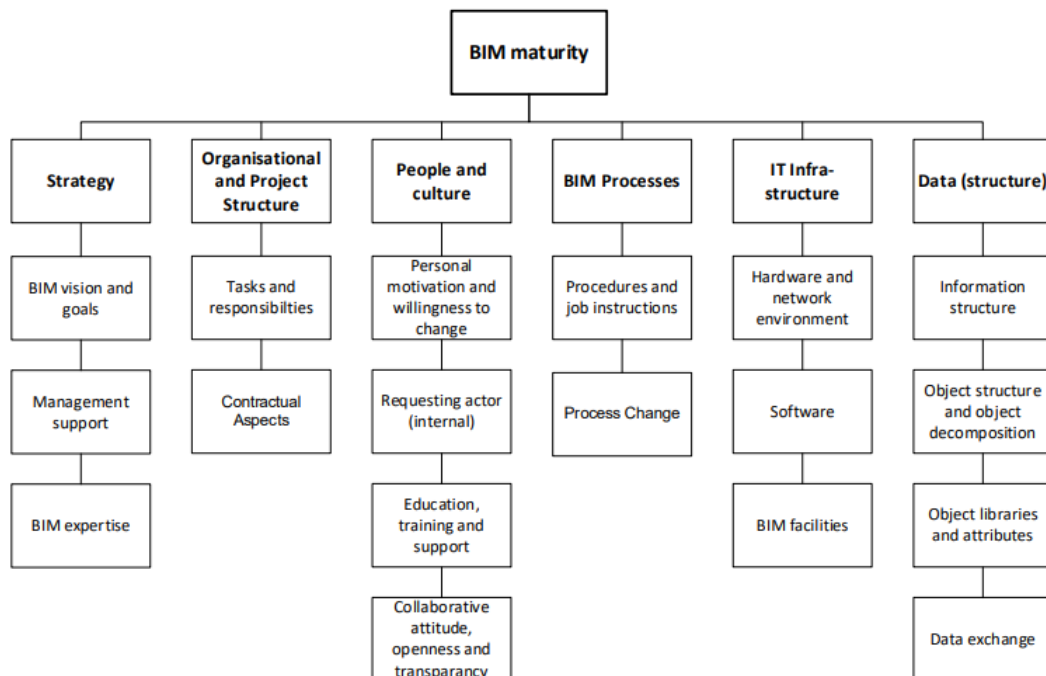 BIM maturity
Strategy
Organisational
and Project
Structure
People and
culture
BIM Processes
IT Infra-
structure
Data (structure)
BIM vision and
goals
Tasks and
responsibilties
Personal
motivation and
willingness to
change
Procedures and
job instructions
Hardware and
network
environment
Information
structure
Management
support
Contractual
Aspects
Requesting actor
(internal)
Process Change
Software
Object structure
and object
decomposition
BIM expertise
Education,
training and
support
BIM facilities
Object libraries
and attributes
Collaborative
attitude,
openness and
transparancy
Data exchange